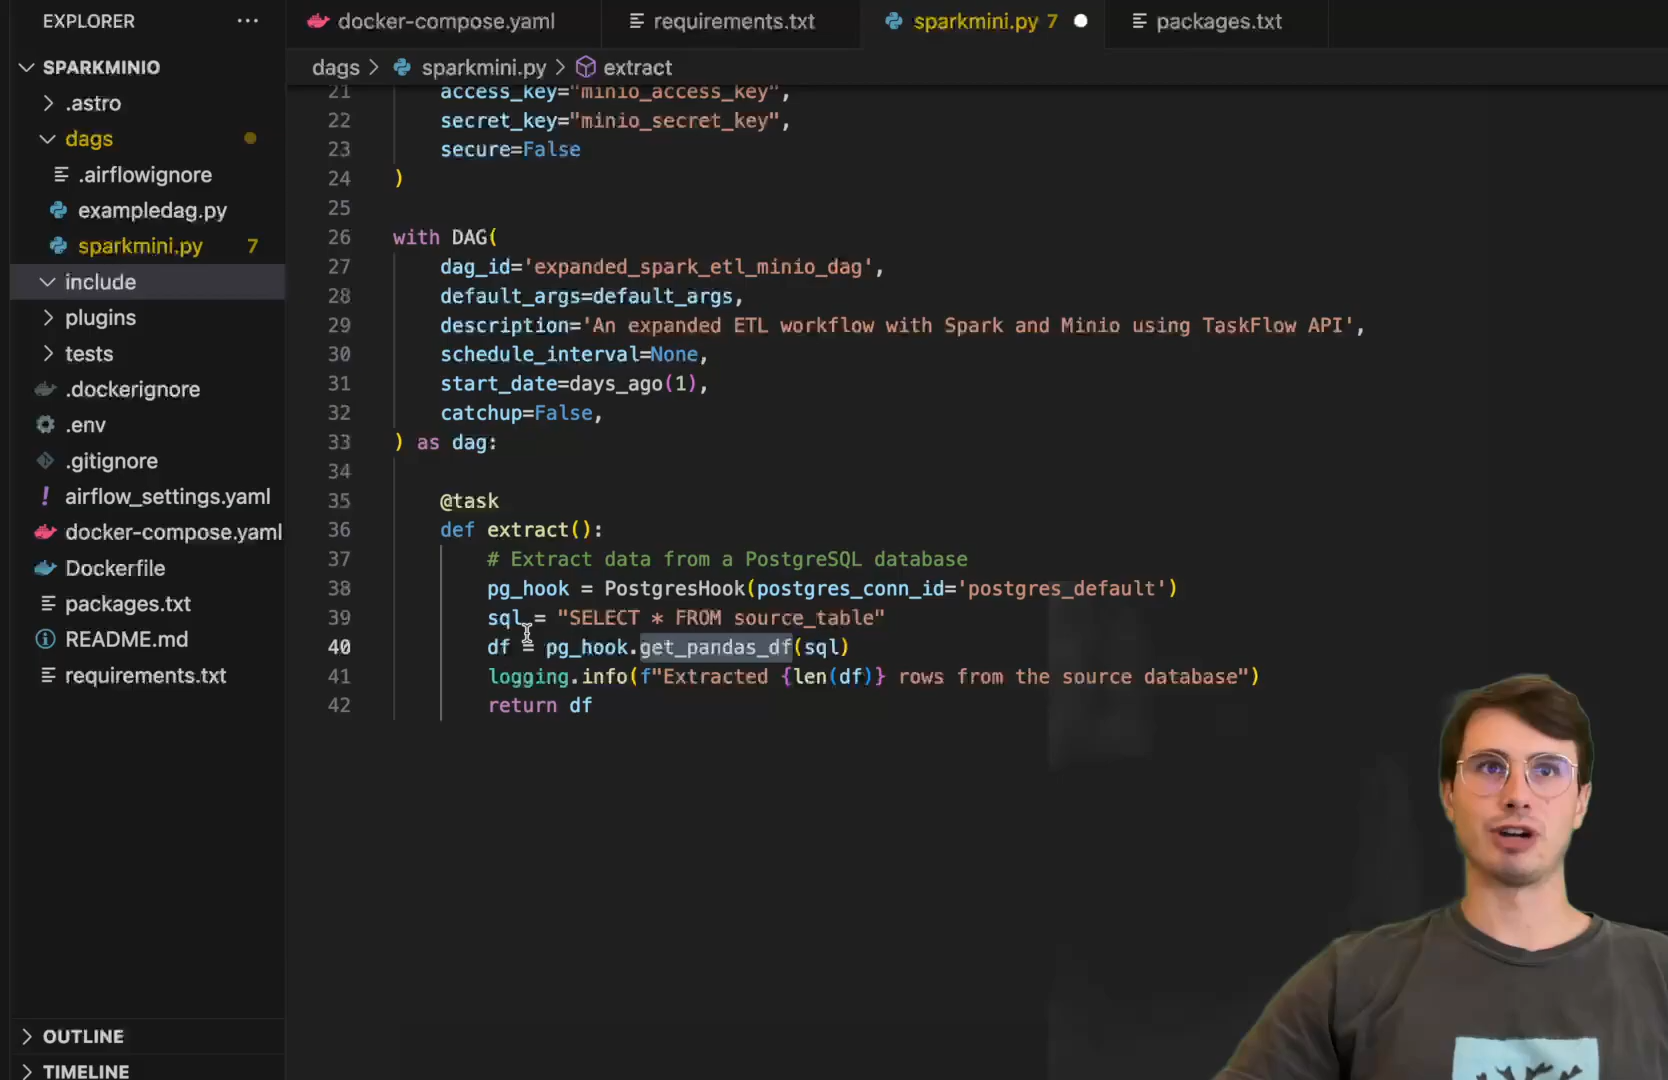 EXPLORER ...
SPARKMINIO
.astro
dags
.airflowignore
exampledag.py
sparkmini.py 7
include
plugins
tests
.dockerignore
.env
.gitignore
airflow_settings.yaml
docker-compose.yaml
Dockerfile
packages.txt
README.md
requirements.txt
OUTLINE
TIMELINE
docker-compose.yaml requirements.txt sparkmini.py 7 packages.txt
dags > sparkmini.py > extract
21 access_key="minio_access_key",
22 secret_key="minio_secret_key",
23 secure=False
24 )
25
26 with DAG(
27 dag_id='expanded_spark_etl_minio_dag',
28 default_args=default_args,
29 description='An expanded ETL workflow with Spark and Minio using TaskFlow API',
30 schedule_interval=None,
31 start_date=days_ago(1),
32 catchup=False,
33 ) as dag:
34
35 @task
36 def extract():
37 # Extract data from a PostgreSQL database
38 pg_hook = PostgresHook(postgres_conn_id='postgres_default')
39 sql = "SELECT * FROM source_table"
40 df = pg_hook.get_pandas_df(sql)
41 logging.info(f"Extracted {len(df)} rows from the source database")
42 return df